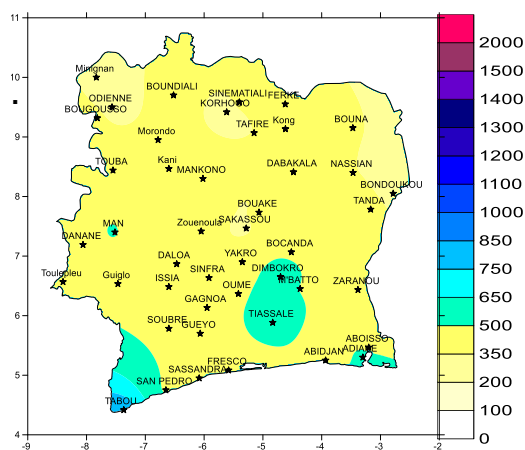 11
Minignan
10
BOUNDIALI
SINEMATIALI
FERKE
ODIENNE
KORHOGO
BOUGOUSSO
TAFIRE
Kong
BOUNA
9
Morondo
TOUBA
Kani
MANKONO
DABAKALA
NASSIAN
BONDOUKOU
8
TANDA
BOUAKE
SAKASSOU
MAN
Zouenoula
DANANE
7
BOCANDA
DALOA
YAKRO
Touleoleu
Guiglo
ISSIA
SINFRA
DIMBOKRO
M'BATTO
ZARANOU
OUME
GAGNOA
6
TIASSALE
SOUBRE
GUEYO
ABOISSO
ABIDJAN
ADIAKE
5
FRESCO
SASSANDRA
SAN PEDRO
TABOU
4
-9 -8 -7 -6 -5 -4 -3 -2
2000
1500
1400
1300
1200
1100
1000
850
750
650
500
350
200
100
0